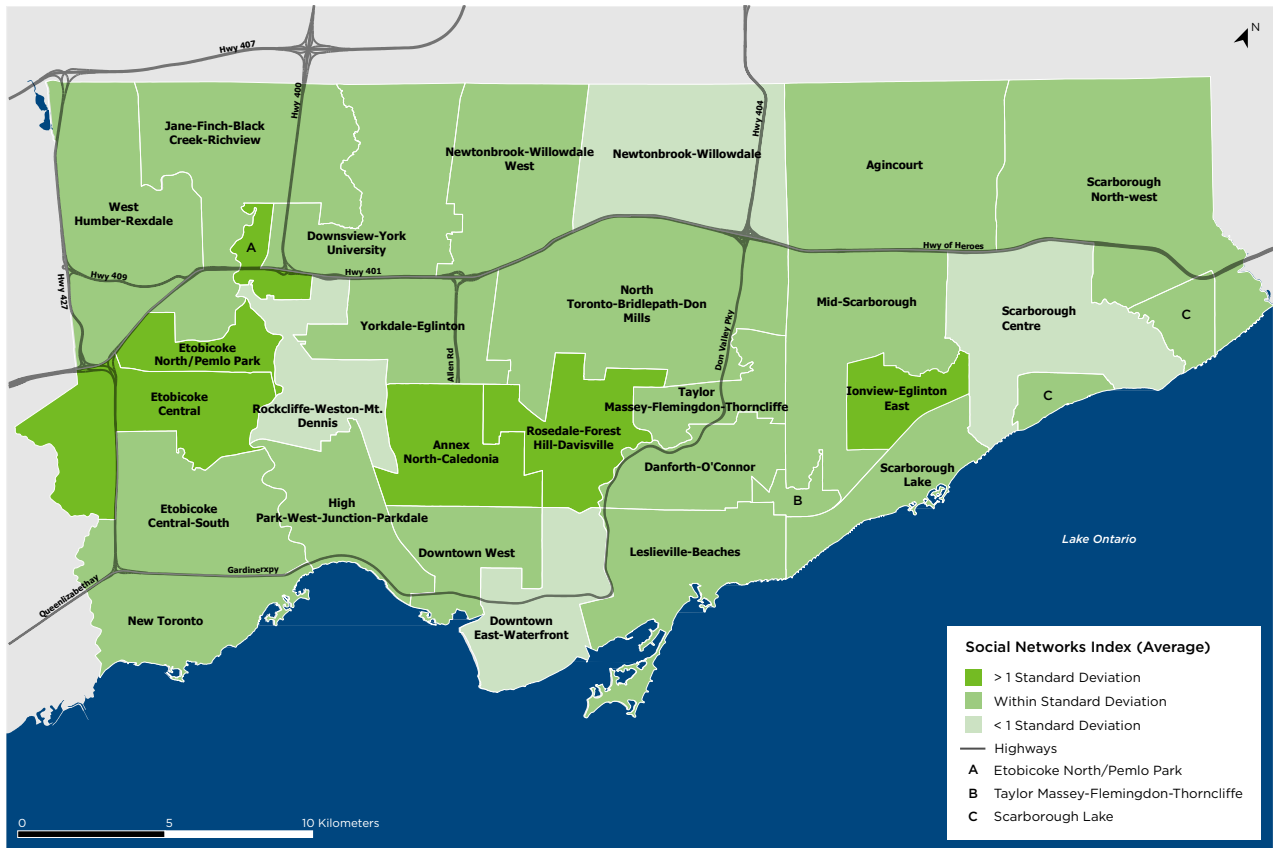 N
Hwy 407
Hwy 400
Hwy 404
Jane-Finch-Black
Creek-Richview
Newtonbrook-Willowdale
West
Newtonbrook-Willowdale
Agincourt
Scarborough
North-west
West
Humber-Rexdale
A
Downsview-York
University
Hwy of Heroes
Hwy 409
Hwy 401
Hwy 427
North
Toronto-Bridlepath-Don
Mills
Mid-Scarborough
Scarborough
Centre
C
Yorkdale-Eglinton
Allen Rd
Don Valley Pky
Etobicoke
North/Pemlo Park
Etobicoke
Central
Rockcliffe-Weston-Mt.
Dennis
Taylor
Massey-Flemingdon-Thorncliffe
Ionview-Eglinton
East
C
Annex
North-Caledonia
Rosedale-Forest
Hill-Davisville
Danforth-O'Connor
Scarborough
Lake
B
Etobicoke
Central-South
High
Park-West-Junction-Parkdale
Downtown West
Leslieville-Beaches
Lake Ontario
Gardinerxpy
Queenlizabethay
New Toronto
Downtown
East-Waterfront
Social Networks Index (Average)
> 1 Standard Deviation
Within Standard Deviation
< 1 Standard Deviation
Highways
A Etobicoke North/Pemlo Park
B Taylor Massey-Flemingdon-Thorncliffe
C Scarborough Lake
0 5 10 Kilometers